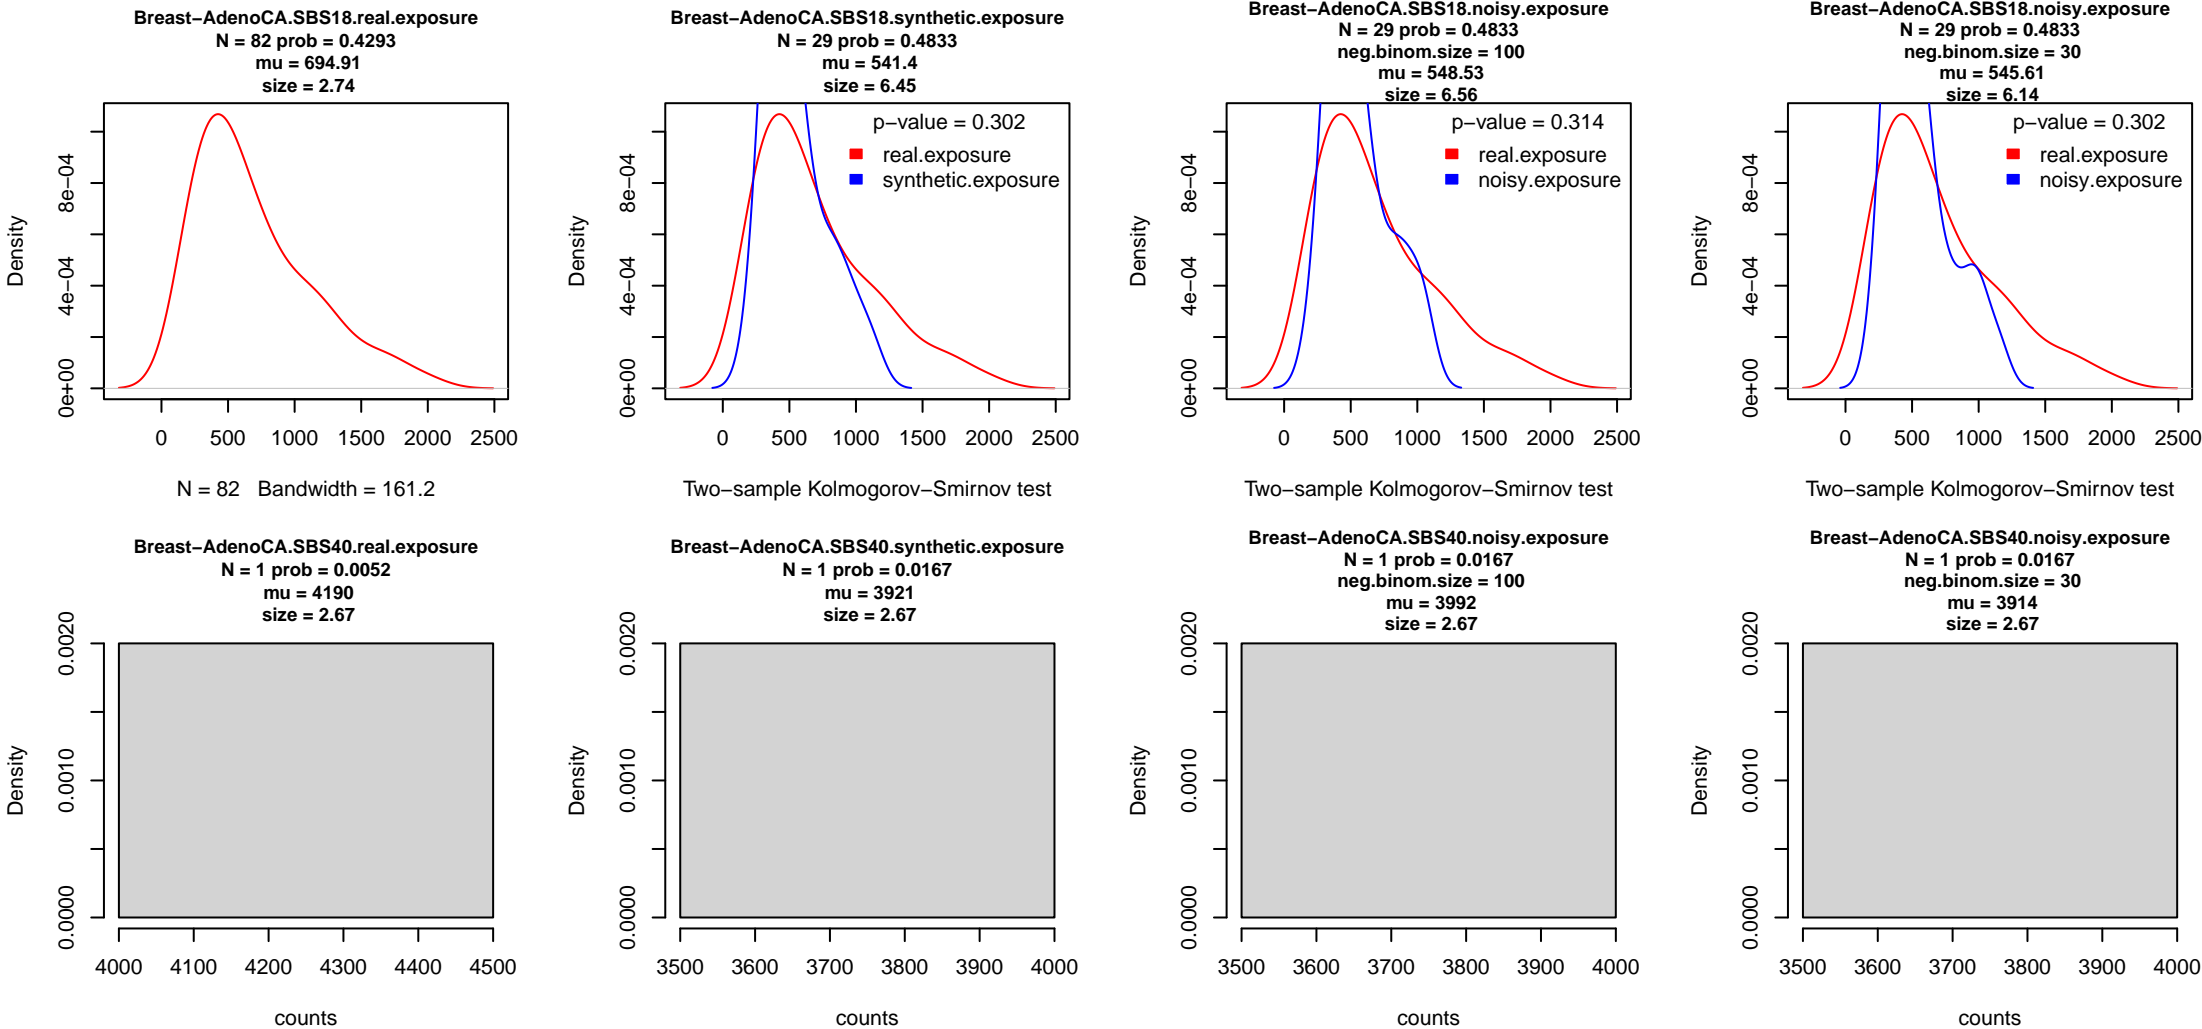 Breast−AdenoCA.SBS18.real.exposure
N = 82 prob = 0.4293
mu = 694.91
size = 2.74
Density
0e+00 4e−04 8e−04
0 500 1000 1500 2000 2500
N = 82 Bandwidth = 161.2
Breast−AdenoCA.SBS18.synthetic.exposure
N = 29 prob = 0.4833
mu = 541.4
size = 6.45
p−value = 0.302
real.exposure
synthetic.exposure
Density
0e+00 4e−04 8e−04
0 500 1000 1500 2000 2500
Two−sample Kolmogorov−Smirnov test
Breast−AdenoCA.SBS18.noisy.exposure
N = 29 prob = 0.4833
neg.binom.size = 100
mu = 548.53
size = 6.56
p−value = 0.314
real.exposure
noisy.exposure
Density
0e+00 4e−04 8e−04
0 500 1000 1500 2000 2500
Two−sample Kolmogorov−Smirnov test
Breast−AdenoCA.SBS18.noisy.exposure
N = 29 prob = 0.4833
neg.binom.size = 30
mu = 545.61
size = 6.14
p−value = 0.302
real.exposure
noisy.exposure
Density
0e+00 4e−04 8e−04
0 500 1000 1500 2000 2500
Two−sample Kolmogorov−Smirnov test
Breast−AdenoCA.SBS40.real.exposure
N = 1 prob = 0.0052
mu = 4190
size = 2.67
Density
0.0000 0.0010 0.0020
4000 4100 4200 4300 4400 4500
counts
Breast−AdenoCA.SBS40.synthetic.exposure
N = 1 prob = 0.0167
mu = 3921
size = 2.67
Density
0.0000 0.0010 0.0020
3500 3600 3700 3800 3900 4000
counts
Breast−AdenoCA.SBS40.noisy.exposure
N = 1 prob = 0.0167
neg.binom.size = 100
mu = 3992
size = 2.67
Density
0.0000 0.0010 0.0020
3500 3600 3700 3800 3900 4000
counts
Breast−AdenoCA.SBS40.noisy.exposure
N = 1 prob = 0.0167
neg.binom.size = 30
mu = 3914
size = 2.67
Density
0.0000 0.0010 0.0020
3500 3600 3700 3800 3900 4000
counts